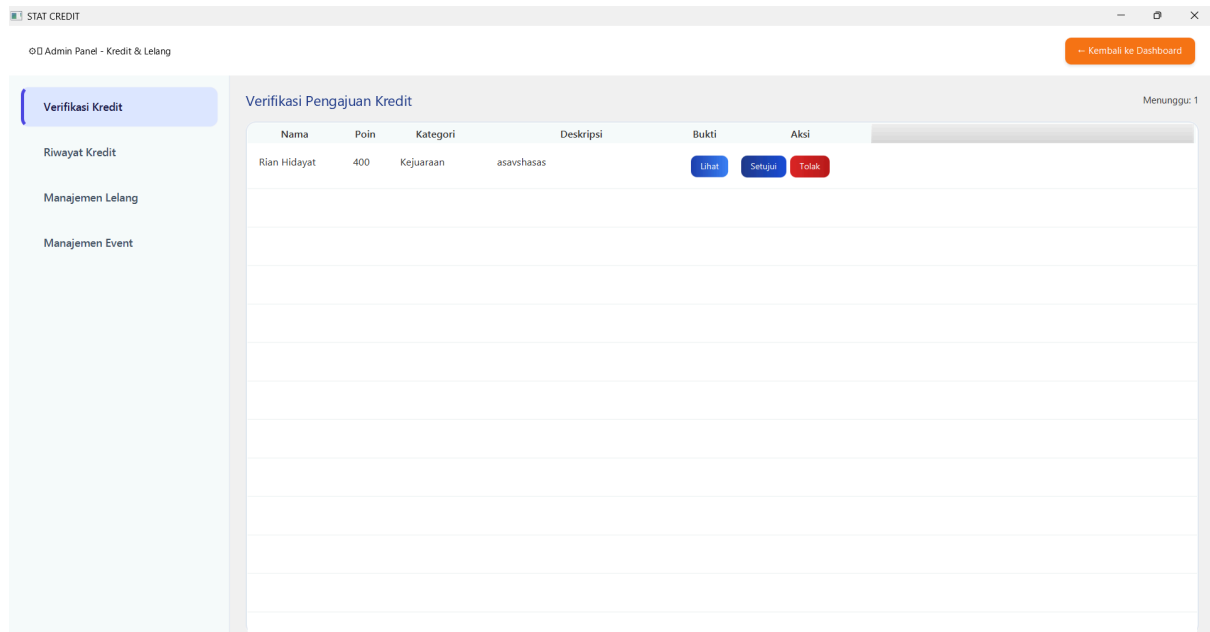 STAT CREDIT
Admin Panel - Kredit & Lelang
← Kembali ke Dashboard
Verifikasi Kredit
Riwayat Kredit
Manajemen Lelang
Manajemen Event
Verifikasi Pengajuan Kredit
Menunggu: 1
Nama Poin Kategori Deskripsi Bukti Aksi
Rian Hidayat 400 Kejuaraan asavshasas Lihat Setujui Tolak